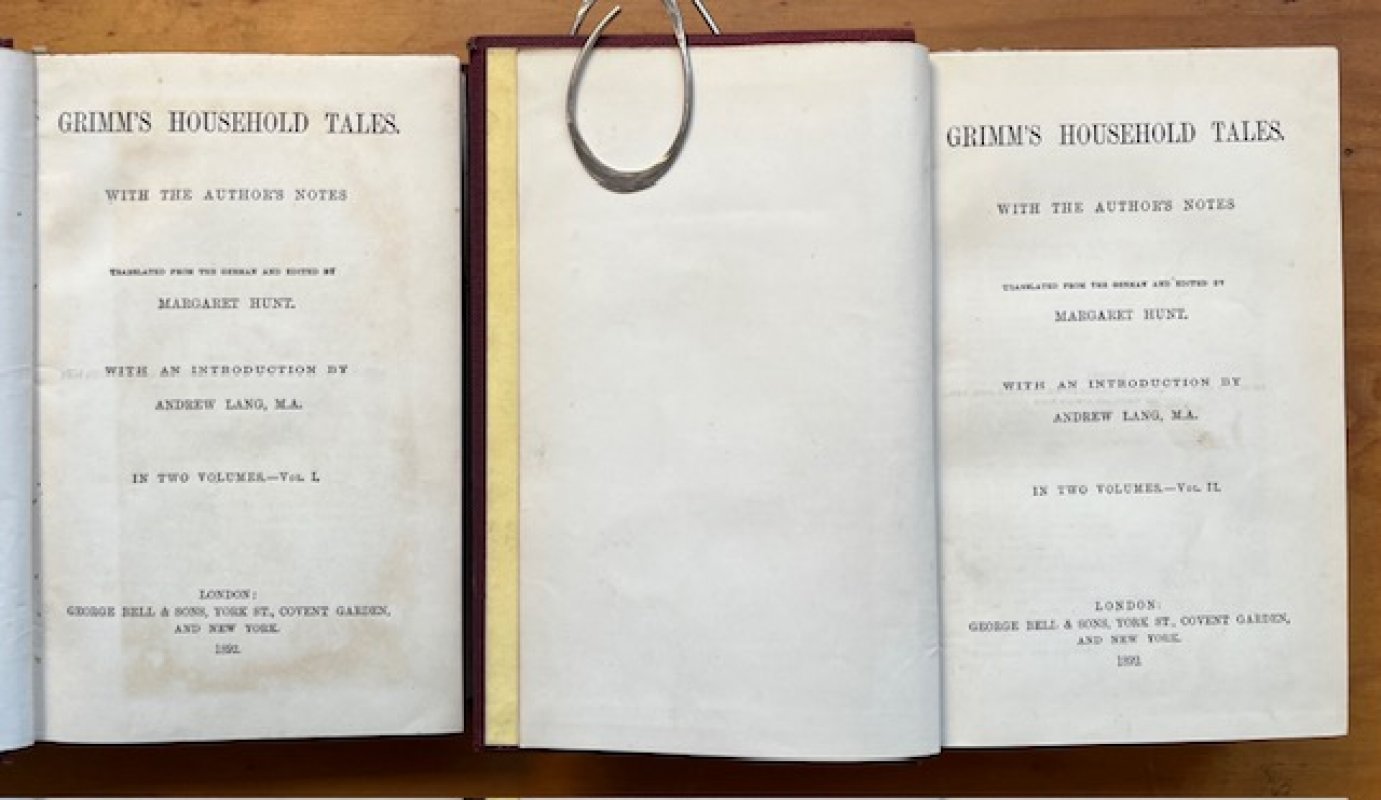 GRIMM'S HOUSEHOLD TALES.
WITH THE AUTHOR'S NOTES
TRANSLATED FROM THE GERMAN AND EDITED BY
MARGARET HUNT.
WITH AN INTRODUCTION BY
ANDREW LANG, M.A.
IN TWO VOLUMES.—VOL. I.
LONDON:
GEORGE BELL & SONS, YORK ST., COVENT GARDEN,
AND NEW YORK.
GRIMM'S HOUSEHOLD TALES.
WITH THE AUTHOR'S NOTES
TRANSLATED FROM THE GERMAN AND EDITED BY
MARGARET HUNT.
WITH AN INTRODUCTION BY
ANDREW LANG, M.A.
IN TWO VOLUMES.—VOL. II.
LONDON:
GEORGE BELL & SONS, YORK ST., COVENT GARDEN,
AND NEW YORK.